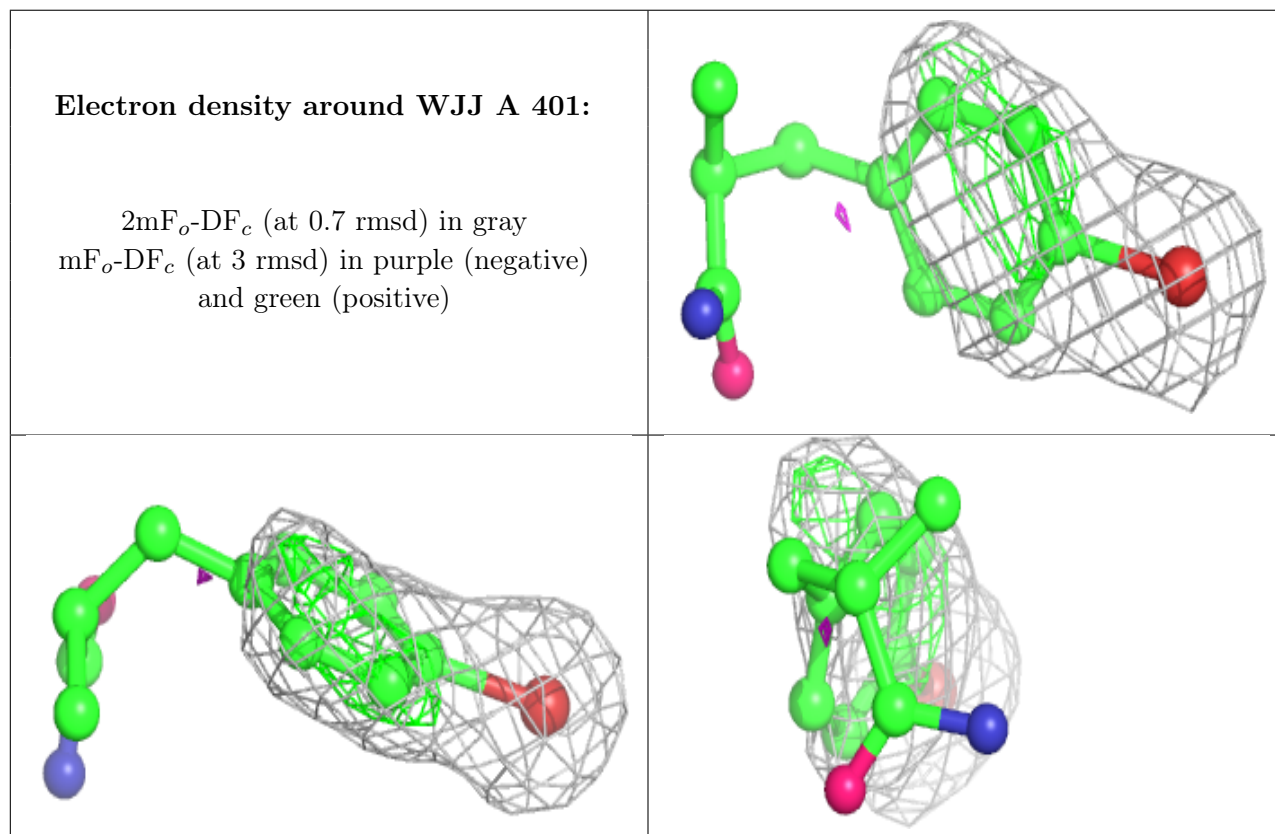 Electron density around WJJ A 401:
2mFₒ-DF𝒸 (at 0.7 rmsd) in gray
mFₒ-DF𝒸 (at 3 rmsd) in purple (negative)
and green (positive)